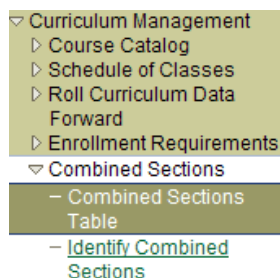 Curriculum Management
Course Catalog
Schedule of Classes
Roll Curriculum Data
Forward
Enrollment Requirements
Combined Sections
– Combined Sections
Table
– Identify Combined
Sections